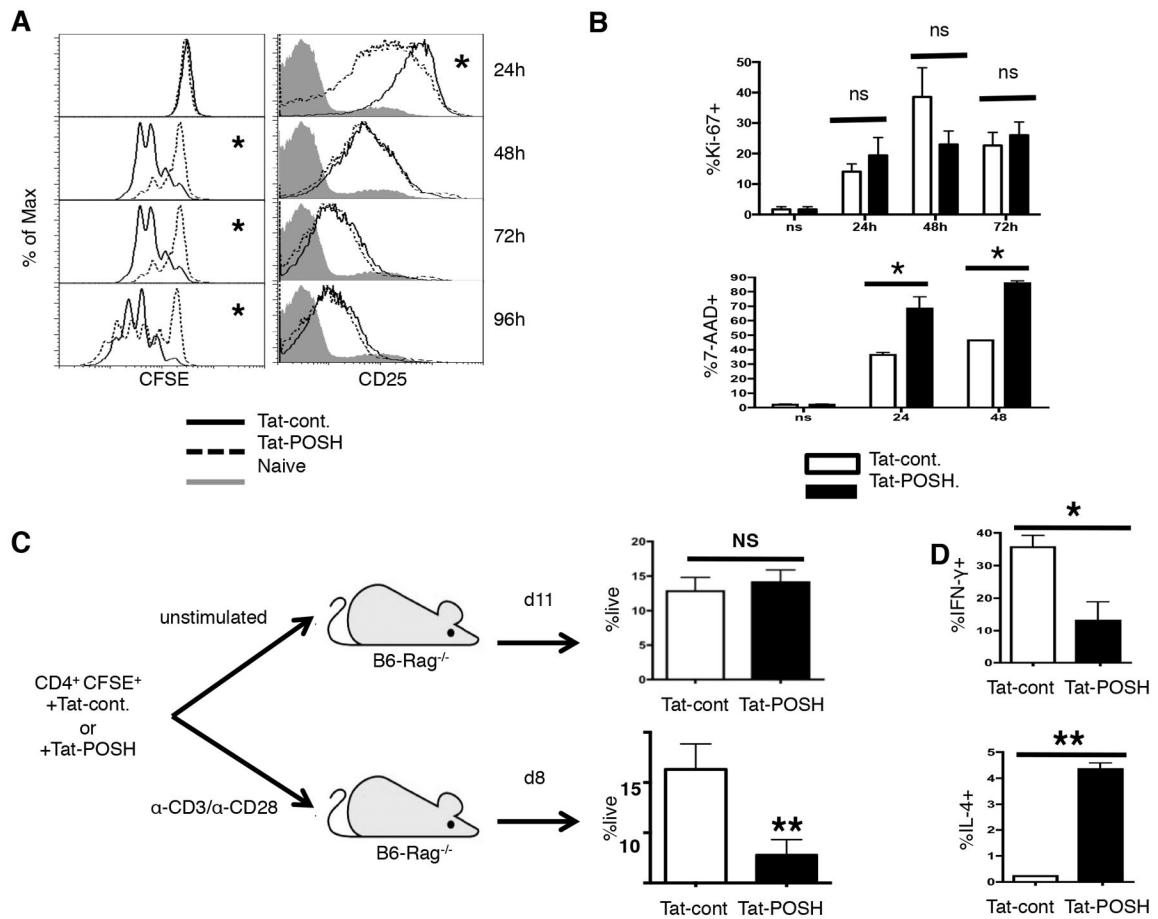 A
24h
*
48h
*
72h
*
96h
*
% of Max
CFSE
CD25
Tat-cont.
Tat-POSH
Naive
B
ns
ns
ns
50
40
30
20
10
0
%Ki-67+
ns
24h
48h
72h
*
*
90
80
70
60
50
40
30
20
10
0
%7-AAD+
ns
24
48
Tat-cont.
Tat-POSH.
C
CD4+ CFSE+
+Tat-cont.
or
+Tat-POSH
unstimulated
α-CD3/α-CD28
B6-Rag-/-
B6-Rag-/-
d11
d8
NS
20
15
10
5
0
%live
Tat-cont Tat-POSH
15
10
%live
**
Tat-cont Tat-POSH
D
*
40
30
20
10
0
%IFN-γ+
Tat-cont Tat-POSH
**
5
4
3
2
1
0
%IL-4+
Tat-cont Tat-POSH